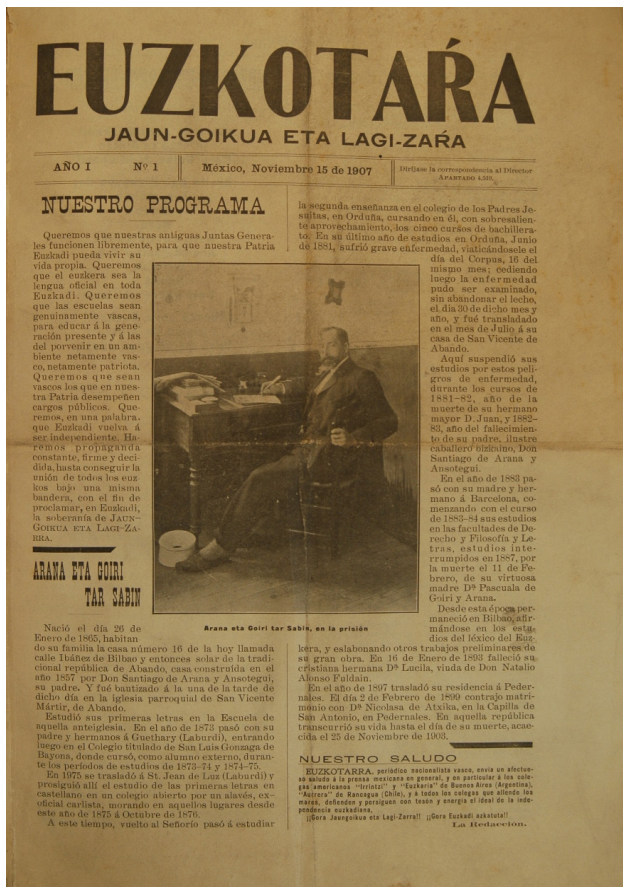 EUZKOTAŔA
JAUN-GOIKUA ETA LAGI-ZAŔA
AÑO I Nº 1
México, Noviembre 15 de 1907
Diríjase la correspondencia al Director
APARTADO 4,519.
NUESTRO PROGRAMA
Queremos que nuestras antiguas Juntas Genera-
les funcionen libremente, para que nuestra Patria
Euzkadi pueda vivir su
vida propia. Queremos
que el euzkera sea la
lengua oficial en toda
Euzkadi. Queremos
que las escuelas sean
genuinamente vascas,
para educar á la gene-
ración presente y á las
del porvenir en un am-
biente netamente vas-
co, netamente patriota.
Queremos que sean
vascos los que en nues-
tra Patria desempeñen
cargos públicos. Que-
remos, en una palabra.
que Euzkadi vuelva á
ser independiente. Ha-
remos propaganda
constante, firme y deci-
dida, hasta conseguir la
unión de todos los euz-
kos bajo una misma
bandera, con el fin de
proclamar, en Euzkadi,
la soberanía de JAUN-
GOIKUA ETA LAGI-ZA-
RRA.
ARANA ETA GOIRI
TAR SABIN
Nació el día 26 de
Enero de 1865, habitan
do su familia la casa número 16 de la hoy llamada
calle Ibáñez de Bilbao y entonces solar de la tradi-
cional república de Abando, casa construída en el
año 1857 por Don Santiago de Arana y Ansotegui,
su padre. Y fué bautizado á la una de la tarde de
dicho día en la iglesia parroquial de San Vicente
Mártir, de Abando.
Estudió sus primeras letras en la Escuela de
aquella anteiglesia. En el año de 1873 pasó con su
padre y hermanos á Guethary (Laburdi), entrando
luego en el Colegio titulado de San Luis Gonzaga de
Bayona, donde cursó, como alumno externo, duran-
te los períodos de estudios de 1873-74 y 1874-75.
En 1975 se trasladó á St. Jean de Luz (Laburdi) y
prosiguió allí el estudio de las primeras letras en
castellano en un colegio abierto por un alavés, ex-
oficial carlista, morando en aquellos lugares desde
este año de 1875 á Octubre de 1876.
A este tiempo, vuelto al Señorío pasó á estudiar
la segunda enseñanza en el colegio de los Padres Je-
suitas, en Orduña, cursando en él, con sobresalien-
te aprovechamiento, los cinco cursos de bachillera-
to. En su último año de estudios en Orduña, Junio
de 1881, sufrió grave enfermedad, viaticándosele el
día del Corpus, 16 del
mismo mes; cediendo
luego la enfermedad
pudo ser examinado,
sin abandonar el lecho,
el día 30 de dicho mes y
año, y fué transladado
en el mes de Julio á su
casa de San Vicente de
Abando.
Aquí suspendió sus
estudios por estos peli-
gros de enfermedad,
durante los cursos de
1881-82, año de la
muerte de su hermano
mayor D. Juan, y 1882-
83, año del fallecimien-
to de su padre, ilustre
caballero bizkaino, Don
Santiago de Arana y
Ansotegui.
En el año de 1883 pa-
só con su madre y her-
mano á Barcelona, co-
menzando con el curso
de 1883-84 sus estudios
en las facultades de De-
recho y Filosofía y Le-
tras, estudios inte-
rrumpidos en 1887, por
la muerte el 11 de Fe-
brero, de su virtuosa
madre Dª Pascuala de
Goiri y Arana.
Desde esta época per-
maneció en Bilbao, afir-
mándose en los estu-
dios del léxico del Euz-
kera, y eslabonando otros trabajos preliminares de
su gran obra. En 16 de Enero de 1893 falleció su
cristiana hermana Dª Lucila, viuda de Don Natalio
Alonso Fuldain.
En el año de 1897 trasladó su residencia á Peder-
nales. El día 2 de Febrero de 1899 contrajo matri-
monio con Dª Nicolasa de Atxika, en la Capilla de
San Antonio, en Pedernales. En aquella república
transcurrió su vida hasta el día de su muerte, acae-
cida el 25 Noviembre de 1903.
Arana eta Goiri tar Sabin, en la prisión
NUESTRO SALUDO
EUZKOTARRA, periódico nacionalista vasco, envia un afectuo-
so saludo á la prensa mexicana en general, y en particular á los cole-
gas americanos "Irrintzi" y "Euzkaria" de Buenos Aires (Argentina),
"Aurrera" de Rancagua (Chile), y á todos los colegas que allende los
mares, defienden y persiguen con tesón y energía el ideal de la inde-
pendencia euzkadiana.
¡¡Gora Jaungoikua eta Lagi-Zarra!! ¡¡Gora Euzkadi azkatuta!!
La Redacción.